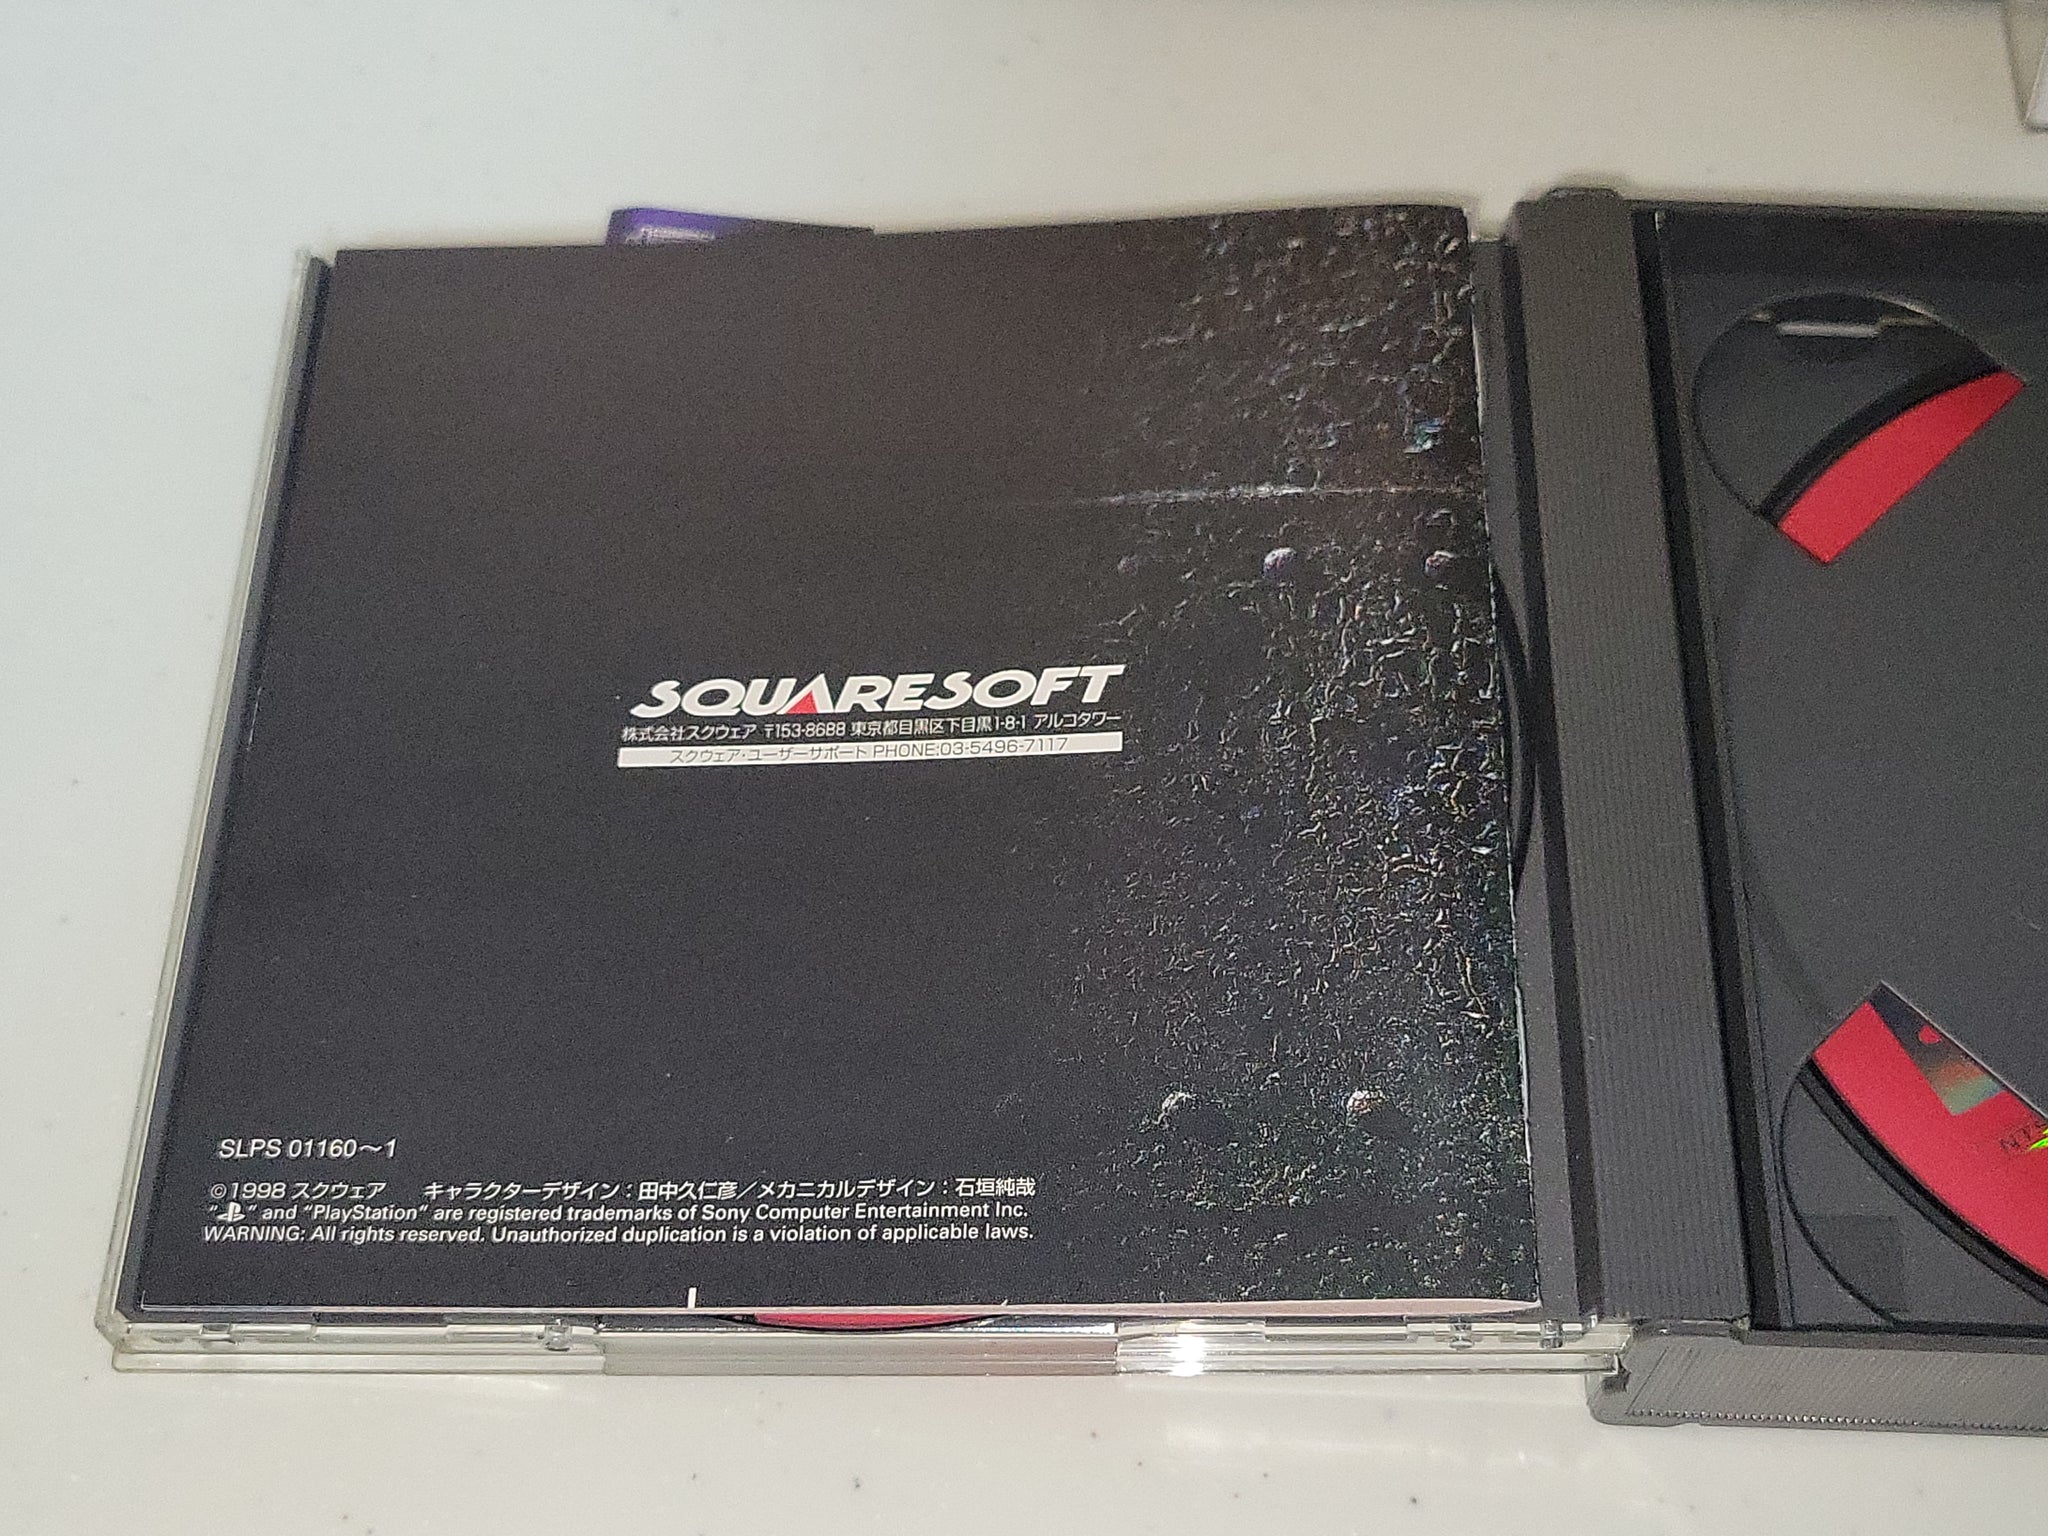 SQUARESOFT
株式会社スクウェア 〒153-8688 東京都目黒区下目黒1-8-1 アルコタワー
スクウェア・ユーザーサポート PHONE:03-5496-7117
SLPS 01160〜1
©1998 スクウェア キャラクターデザイン：田中久仁彦／メカニカルデザイン：石垣純哉
“ ” and “PlayStation” are registered trademarks of Sony Computer Entertainment Inc.
WARNING: All rights reserved. Unauthorized duplication is a violation of applicable laws.